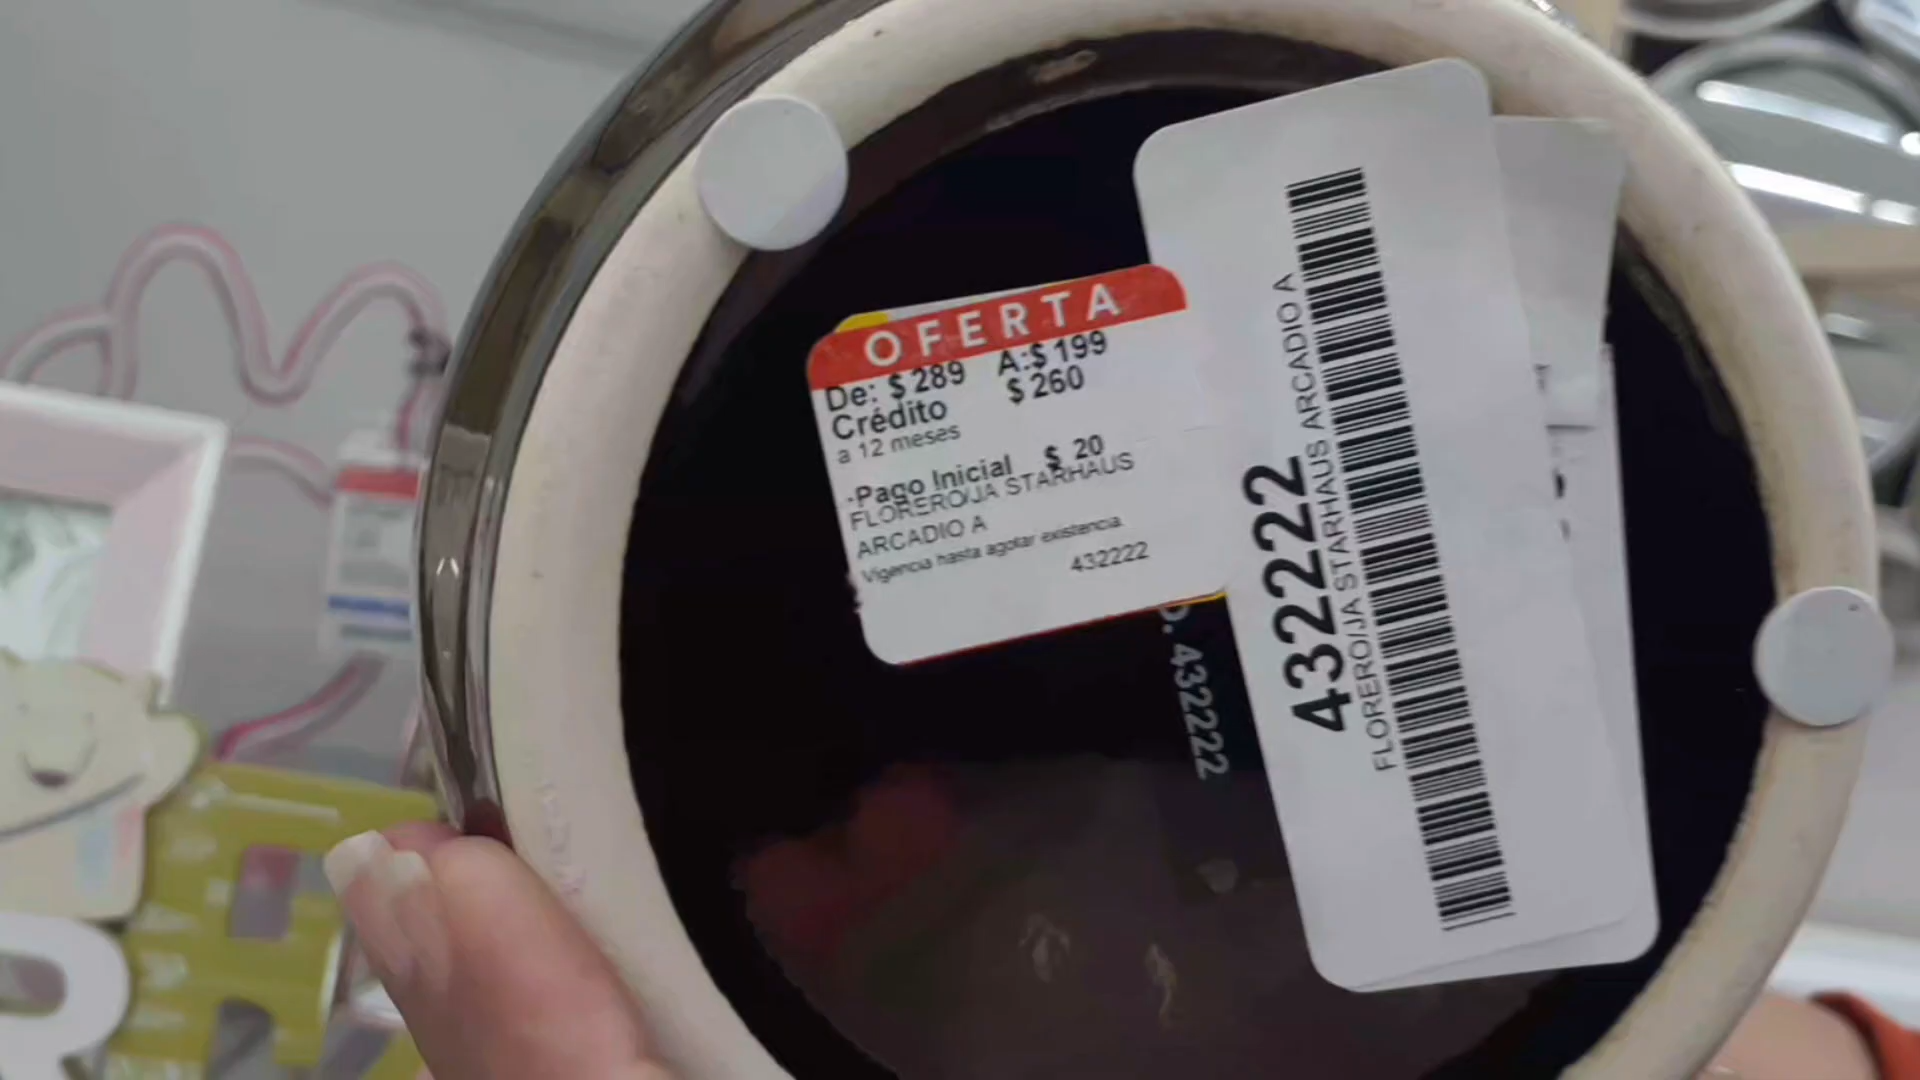 OFERTA
De: $ 289 A:$ 199
Crédito $ 260
a 12 meses
-Pago Inicial $ 20
FLORERO/JA STARHAUS
ARCADIO A
Vigencia hasta agotar existencia
432222
432222
FLORERO/JA STARHAUS ARCADIO A
O. 432222